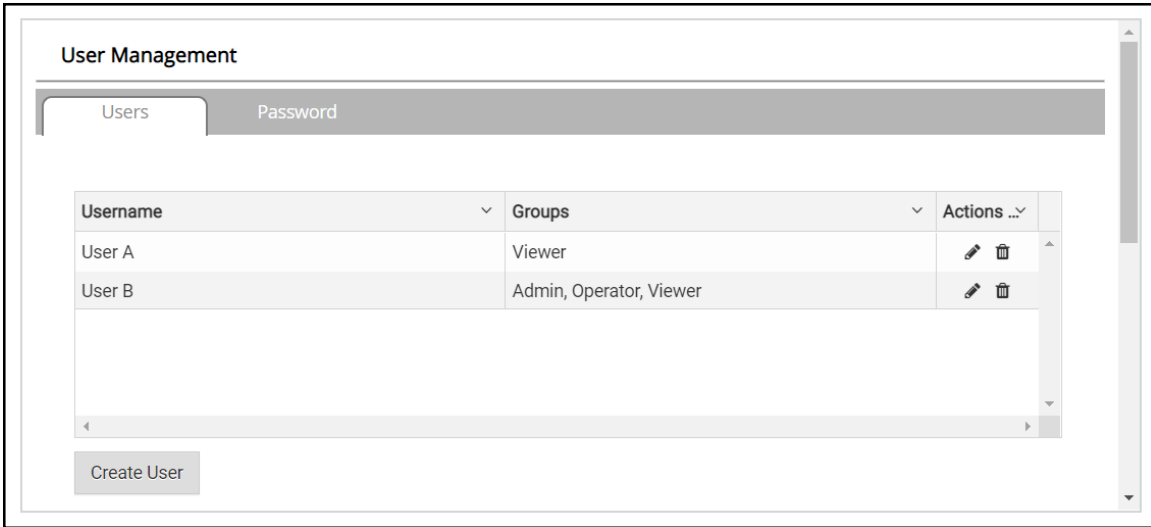 User Management
Users Password
Username Groups Actions ...
User A Viewer
User B Admin, Operator, Viewer
Create User